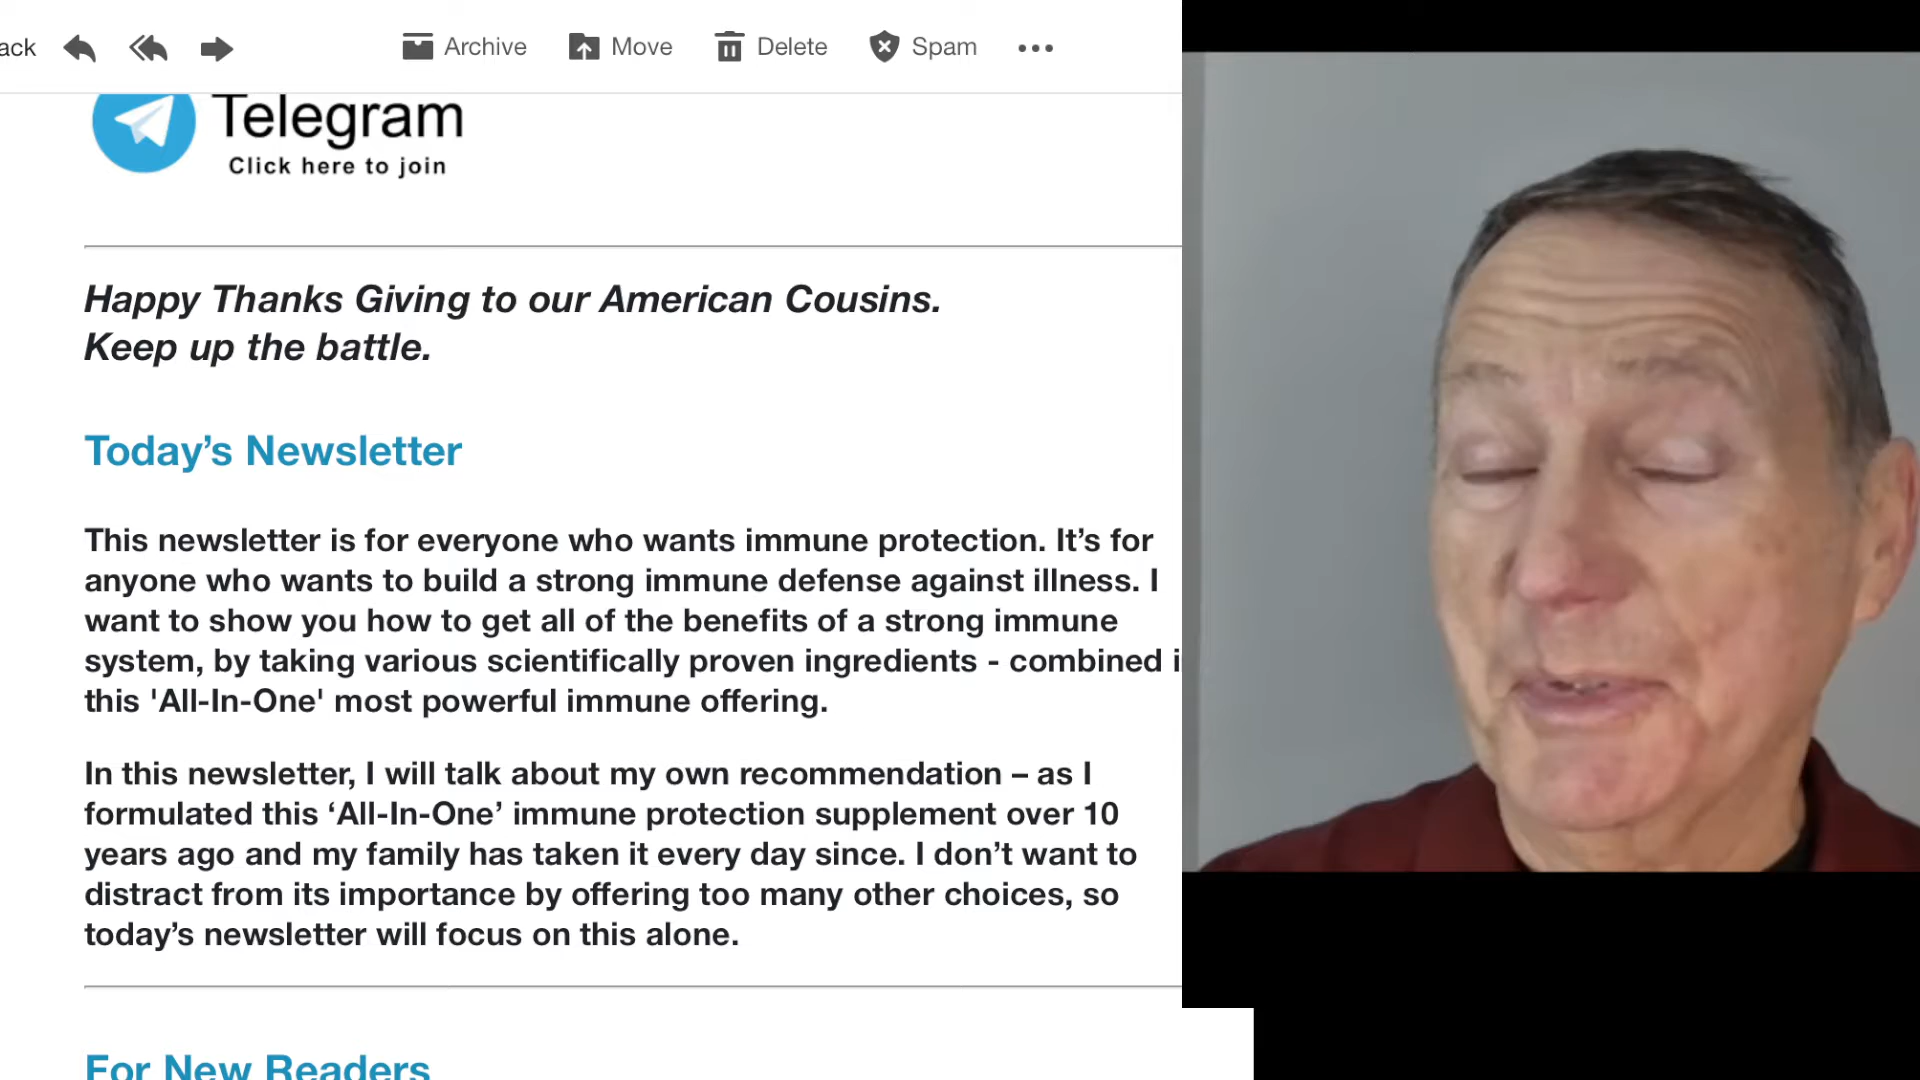 ack
Archive
Move
Delete
Spam
Telegram
Click here to join
Happy Thanks Giving to our American Cousins.
Keep up the battle.
Today’s Newsletter
This newsletter is for everyone who wants immune protection. It’s for
anyone who wants to build a strong immune defense against illness. I
want to show you how to get all of the benefits of a strong immune
system, by taking various scientifically proven ingredients - combined i
this 'All-In-One' most powerful immune offering.
In this newsletter, I will talk about my own recommendation – as I
formulated this ‘All-In-One’ immune protection supplement over 10
years ago and my family has taken it every day since. I don’t want to
distract from its importance by offering too many other choices, so
today’s newsletter will focus on this alone.
For New Readers